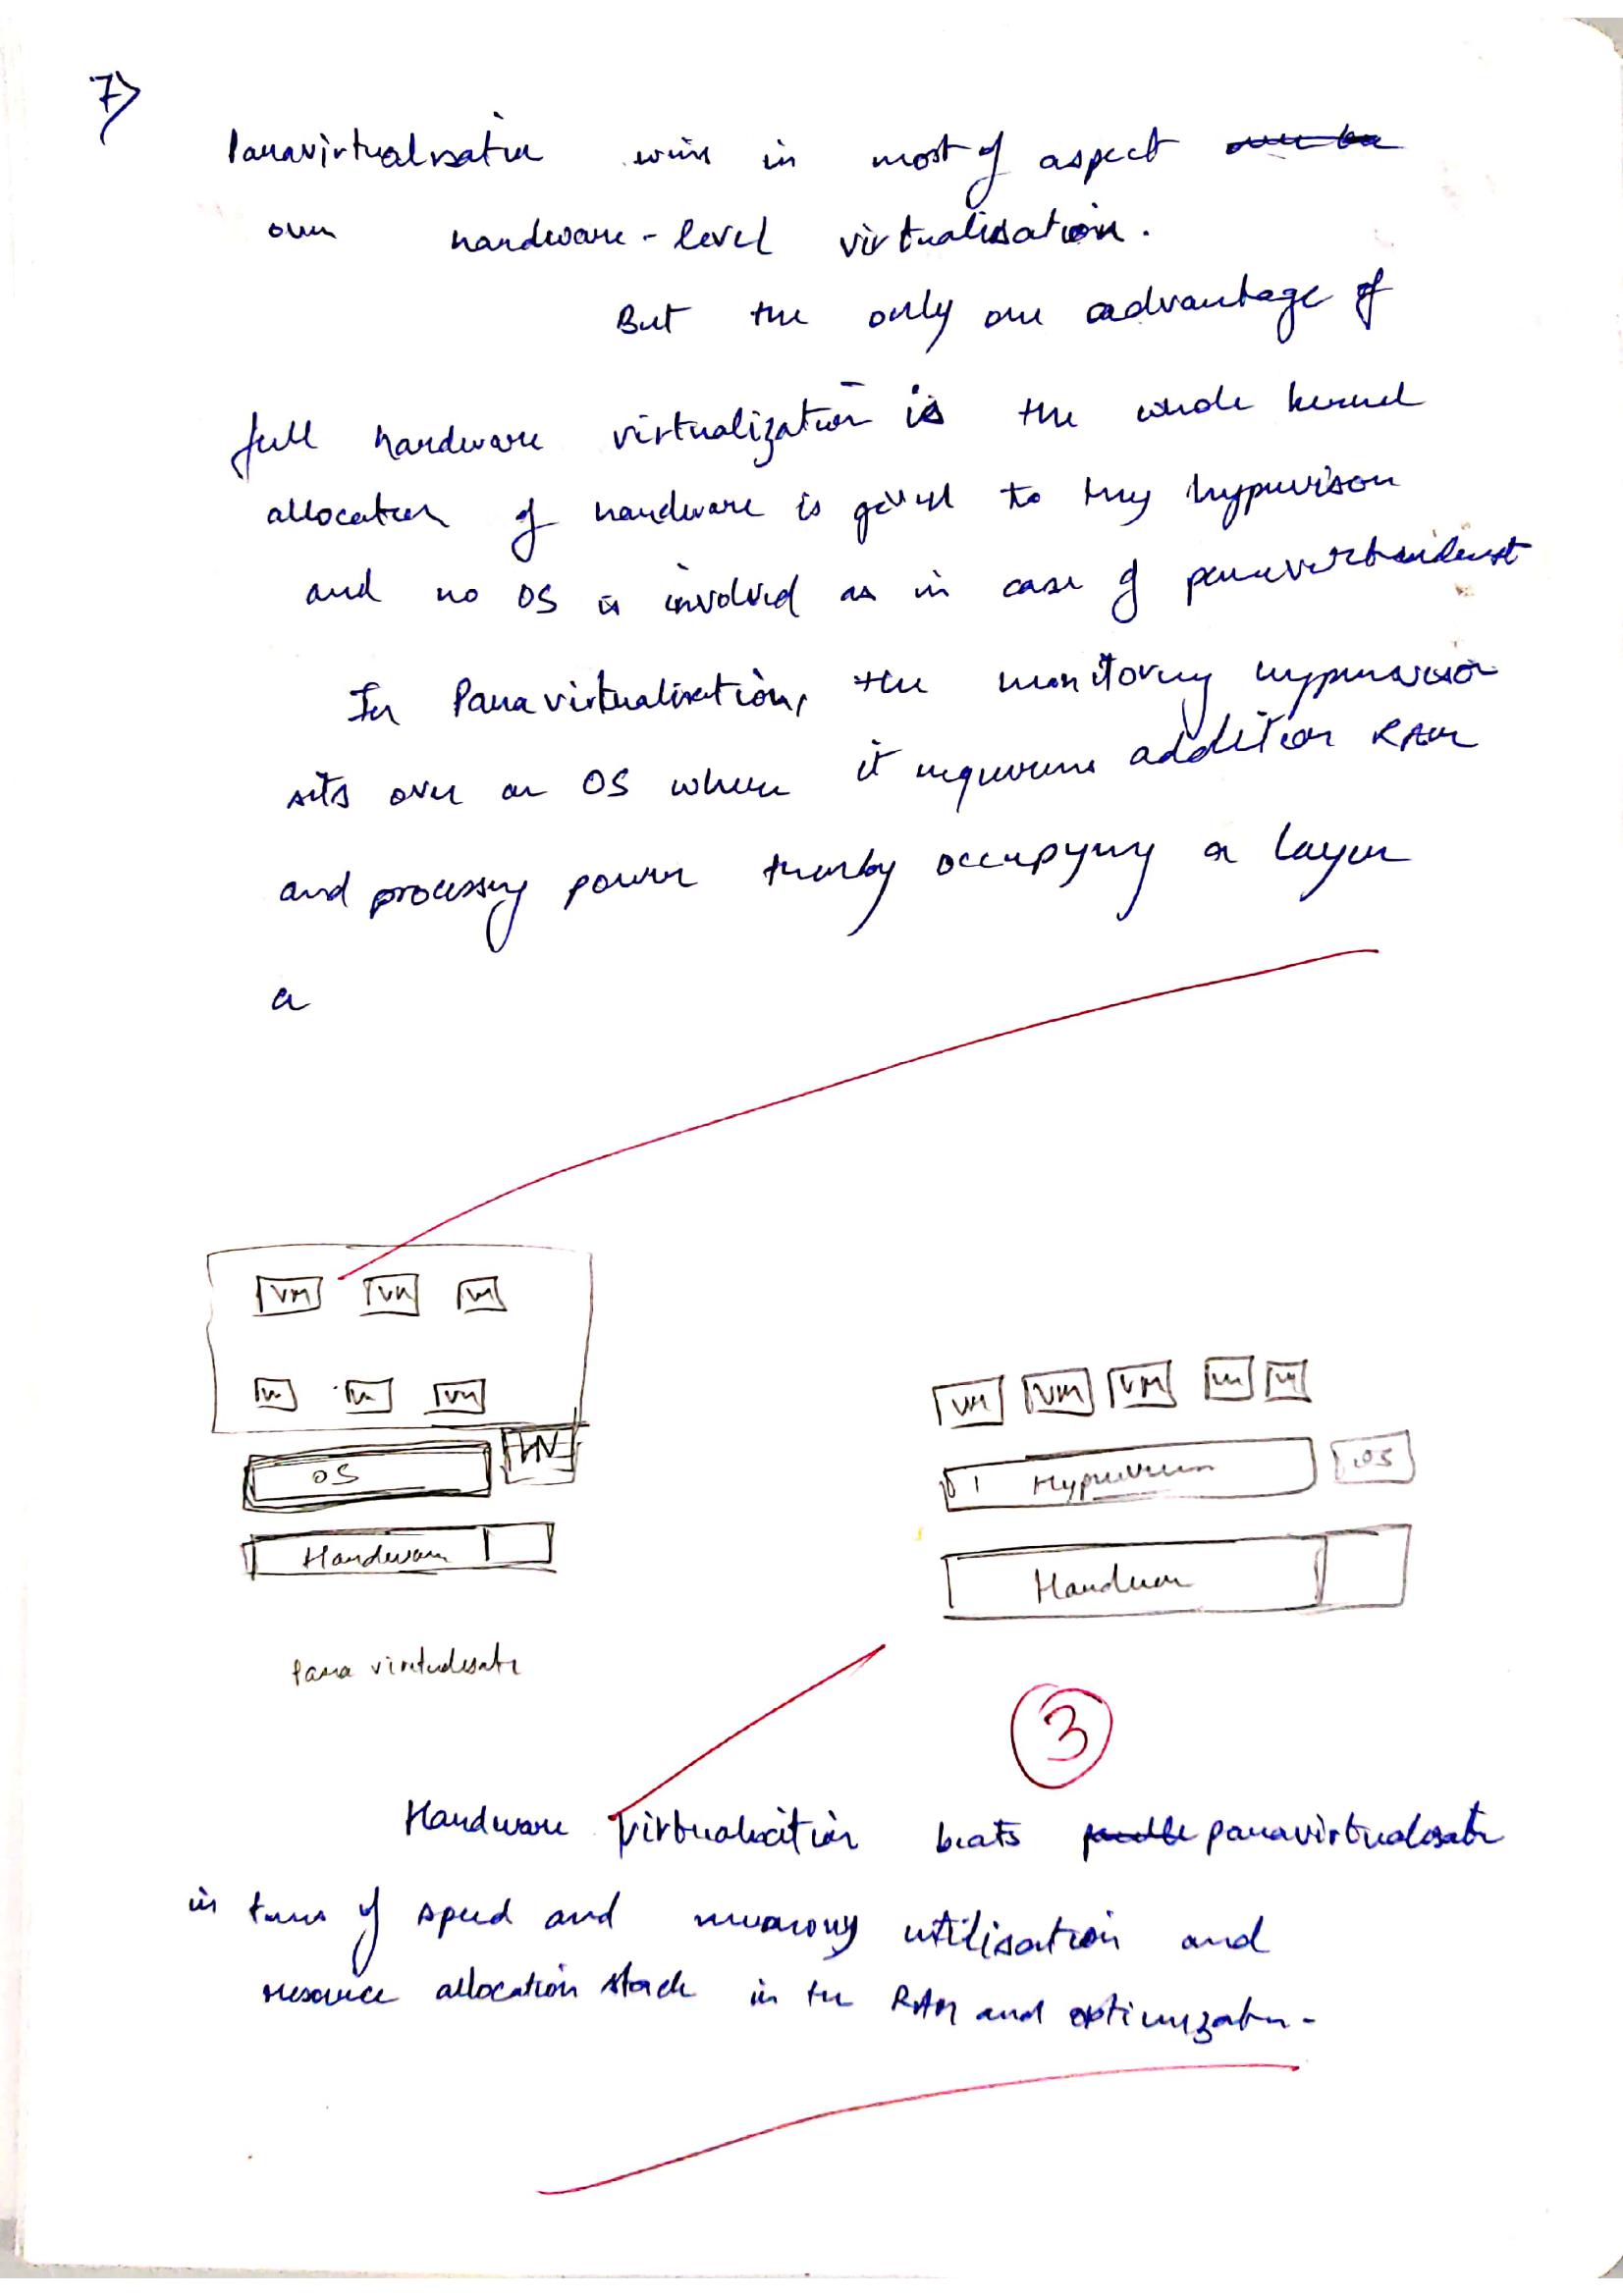 7)
Paravirtualisation wins in most of aspect
over hardware-level virtualisation.
But the only one advantage of
full hardware virtualization is the whole kernel
allocation of hardware is given to the hypervisor
and no OS is involved as in case of
In Paravirtualisation, the monitoring hypervisor
sits over an OS where it requires addition RAM
and processing power thereby occupying a layer
a
VM VM VM
VM VM VM
OS
Hardware
Para virtualisation
VM VM VM VM VM
Hypervisor OS
Hardware
3
Hardware virtualisation beats paravirtualisation
in terms of speed and memory utilisation and
resource allocation stack in the RAM and optimization.